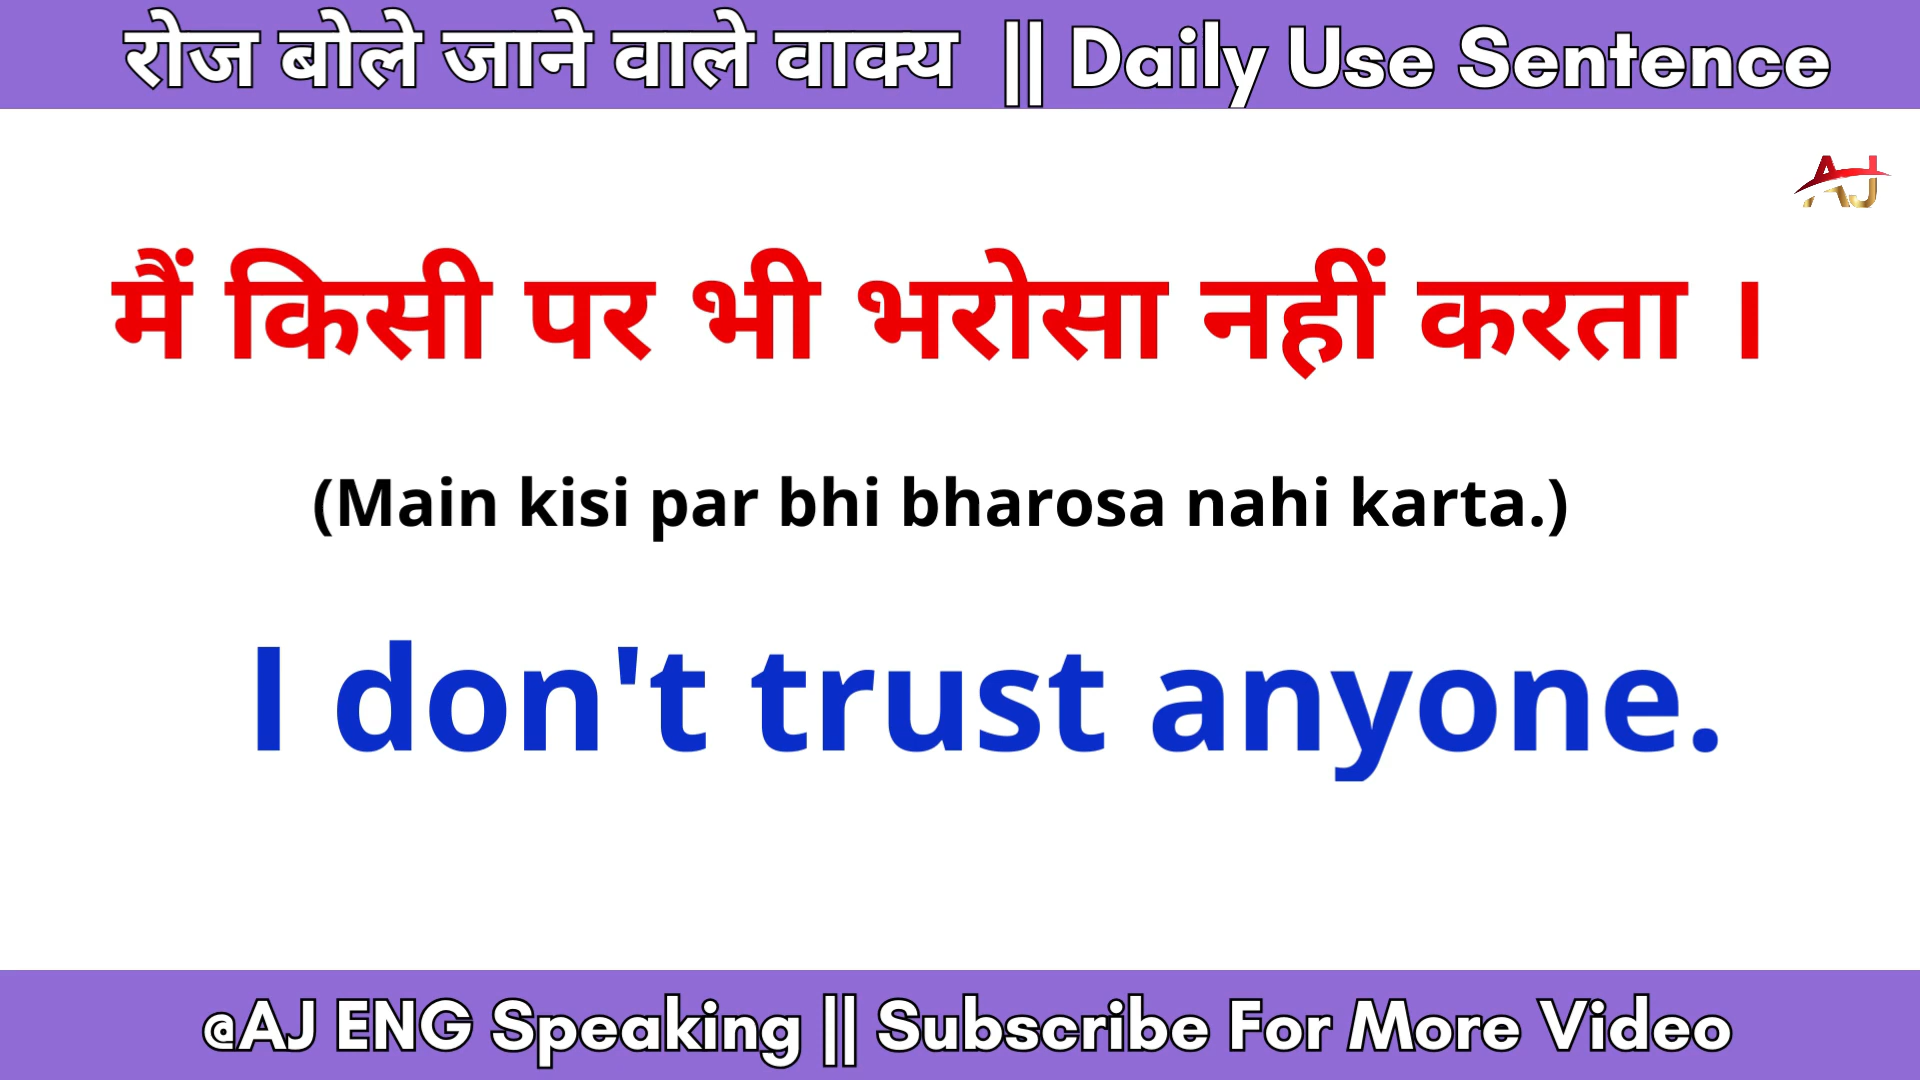 रोज बोले जाने वाले वाक्य || Daily Use Sentence
AJ
मैं किसी पर भी भरोसा नहीं करता ।
(Main kisi par bhi bharosa nahi karta.)
I don't trust anyone.
@AJ ENG Speaking || Subscribe For More Video